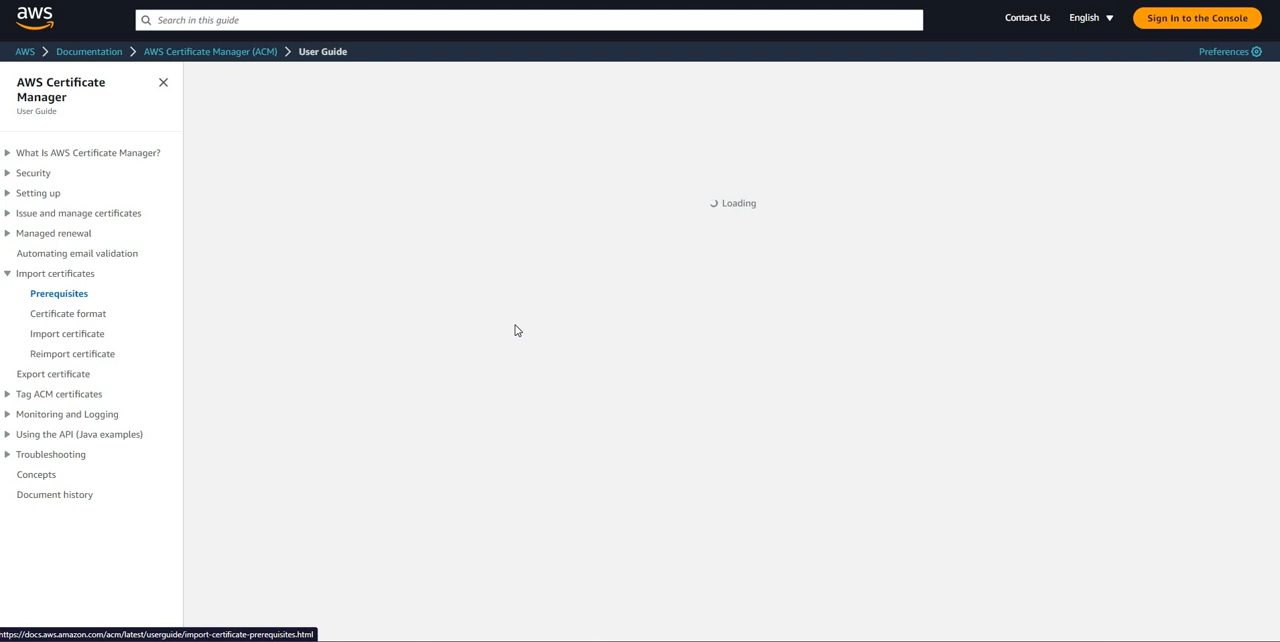 aws
Search in this guide
Contact Us
English
Sign In to the Console
AWS
Documentation
AWS Certificate Manager (ACM)
User Guide
Preferences
AWS Certificate
Manager
User Guide
What Is AWS Certificate Manager?
Security
Setting up
Issue and manage certificates
Managed renewal
Automating email validation
Import certificates
Prerequisites
Certificate format
Import certificate
Reimport certificate
Export certificate
Tag ACM certificates
Monitoring and Logging
Using the API (Java examples)
Troubleshooting
Concepts
Document history
Loading
https://docs.aws.amazon.com/acm/latest/userguide/import-certificate-prerequisites.html